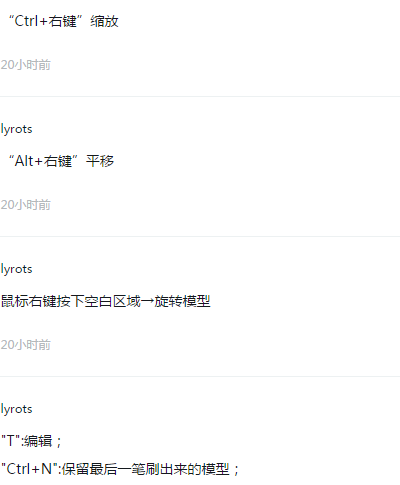 “Ctrl+右键”缩放
20小时前
lyrots
“Alt+右键”平移
20小时前
lyrots
鼠标右键按下空白区域→旋转模型
20小时前
lyrots
"T":编辑；
"Ctrl+N":保留最后一笔刷出来的模型；